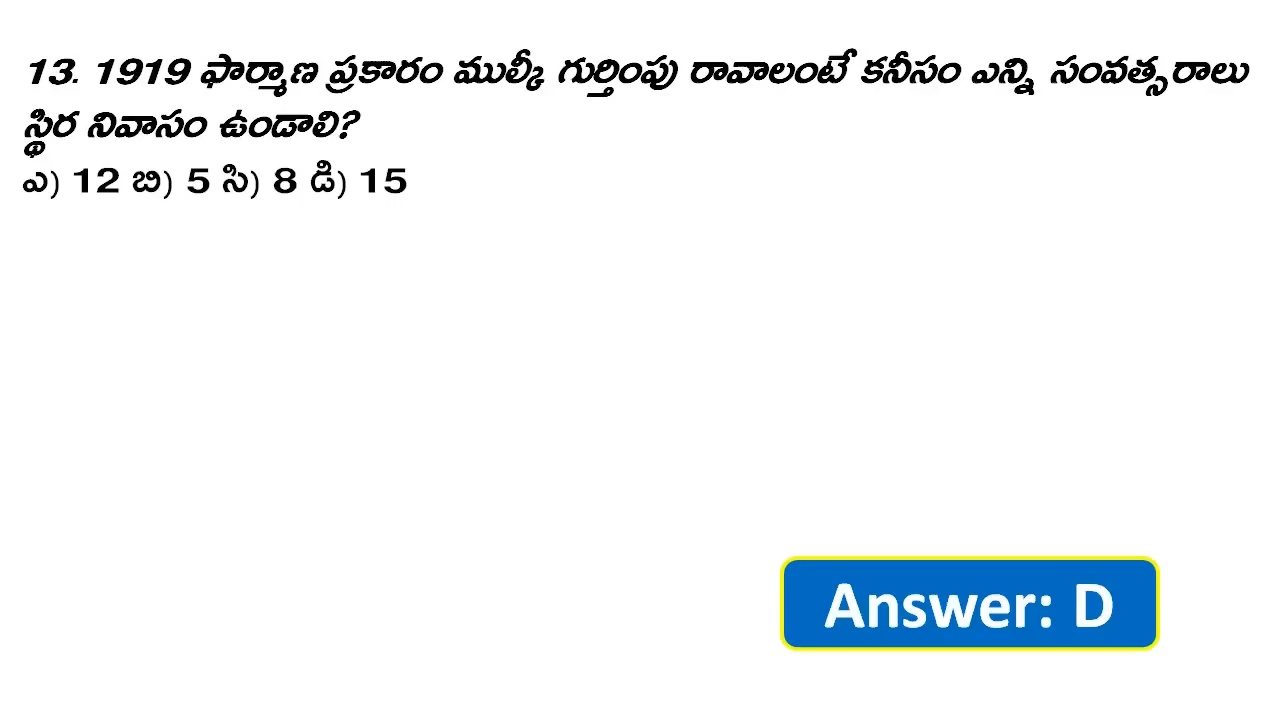 13. 1919 ఫార్మాణ ప్రకారం ముల్కీ గుర్తింపు రావాలంటే కనీసం ఎన్ని సంవత్సరాలు
స్థిర నివాసం ఉండాలి?
ఎ) 12 బి) 5 సి) 8 డి) 15
Answer: D